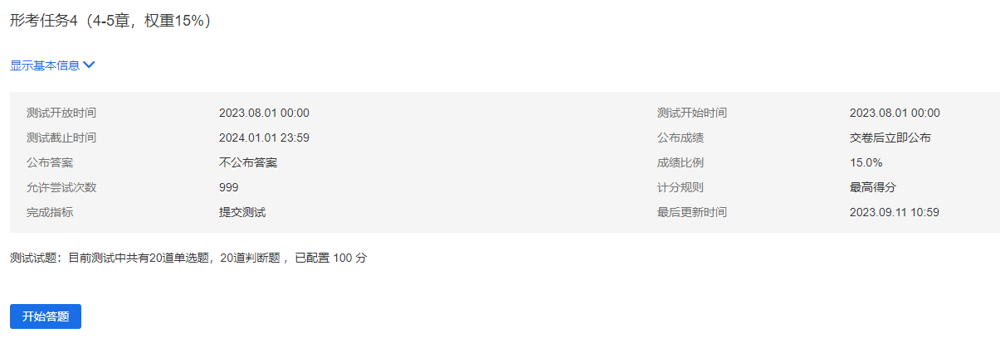 形考任务4（4-5章，权重15%）
显示基本信息
测试开放时间 2023.08.01 00:00 测试开始时间 2023.08.01 00:00
测试截止时间 2024.01.01 23:59 公布成绩 交卷后立即公布
公布答案 不公布答案 成绩比例 15.0%
允许尝试次数 999 计分规则 最高得分
完成指标 提交测试 最后更新时间 2023.09.11 10:59
测试试题：目前测试中共有20道单选题，20道判断题 ，已配置 100 分
开始答题